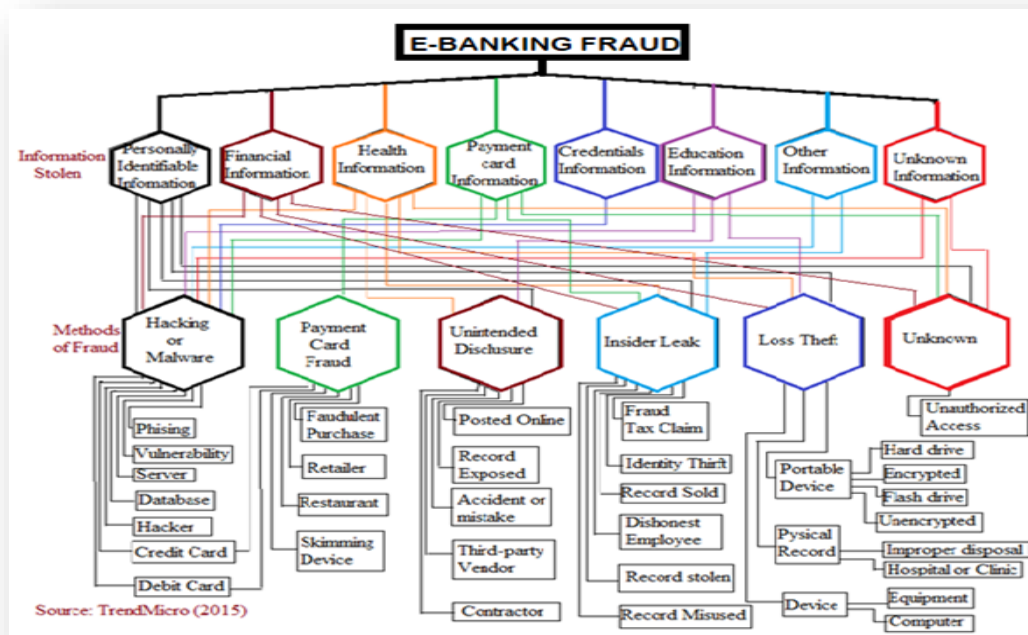 E-BANKING FRAUD
Information
Stolen
Personally
Identifiable
Infomation
Financial
Information
Health
Information
Payment
card
Information
Credentials
Information
Education
Information
Other
Information
Unknown
Information
Methods
of Fraud
Hacking
or
Malware
Payment
Card
Fraud
Unintended
Disclusure
Insider Leak
Loss Theft
Unknown
Phising
Vulnerability
Server
Database
Hacker
Credit Card
Debit Card
Faudulent
Purchase
Retailer
Restaurant
Skimming
Device
Posted Online
Record
Exposed
Accident or
mistake
Third-party
Vendor
Contractor
Fraud
Tax Claim
Identity Thirft
Record Sold
Dishonest
Employee
Record stolen
Record Misused
Portable
Device
Pysical
Record
Device
Unauthorized
Access
Hard drive
Encrypted
Flash drive
Unencrypted
Improper disposal
Hospital or Clinic
Equipment
Computer
Source: TrendMicro (2015)